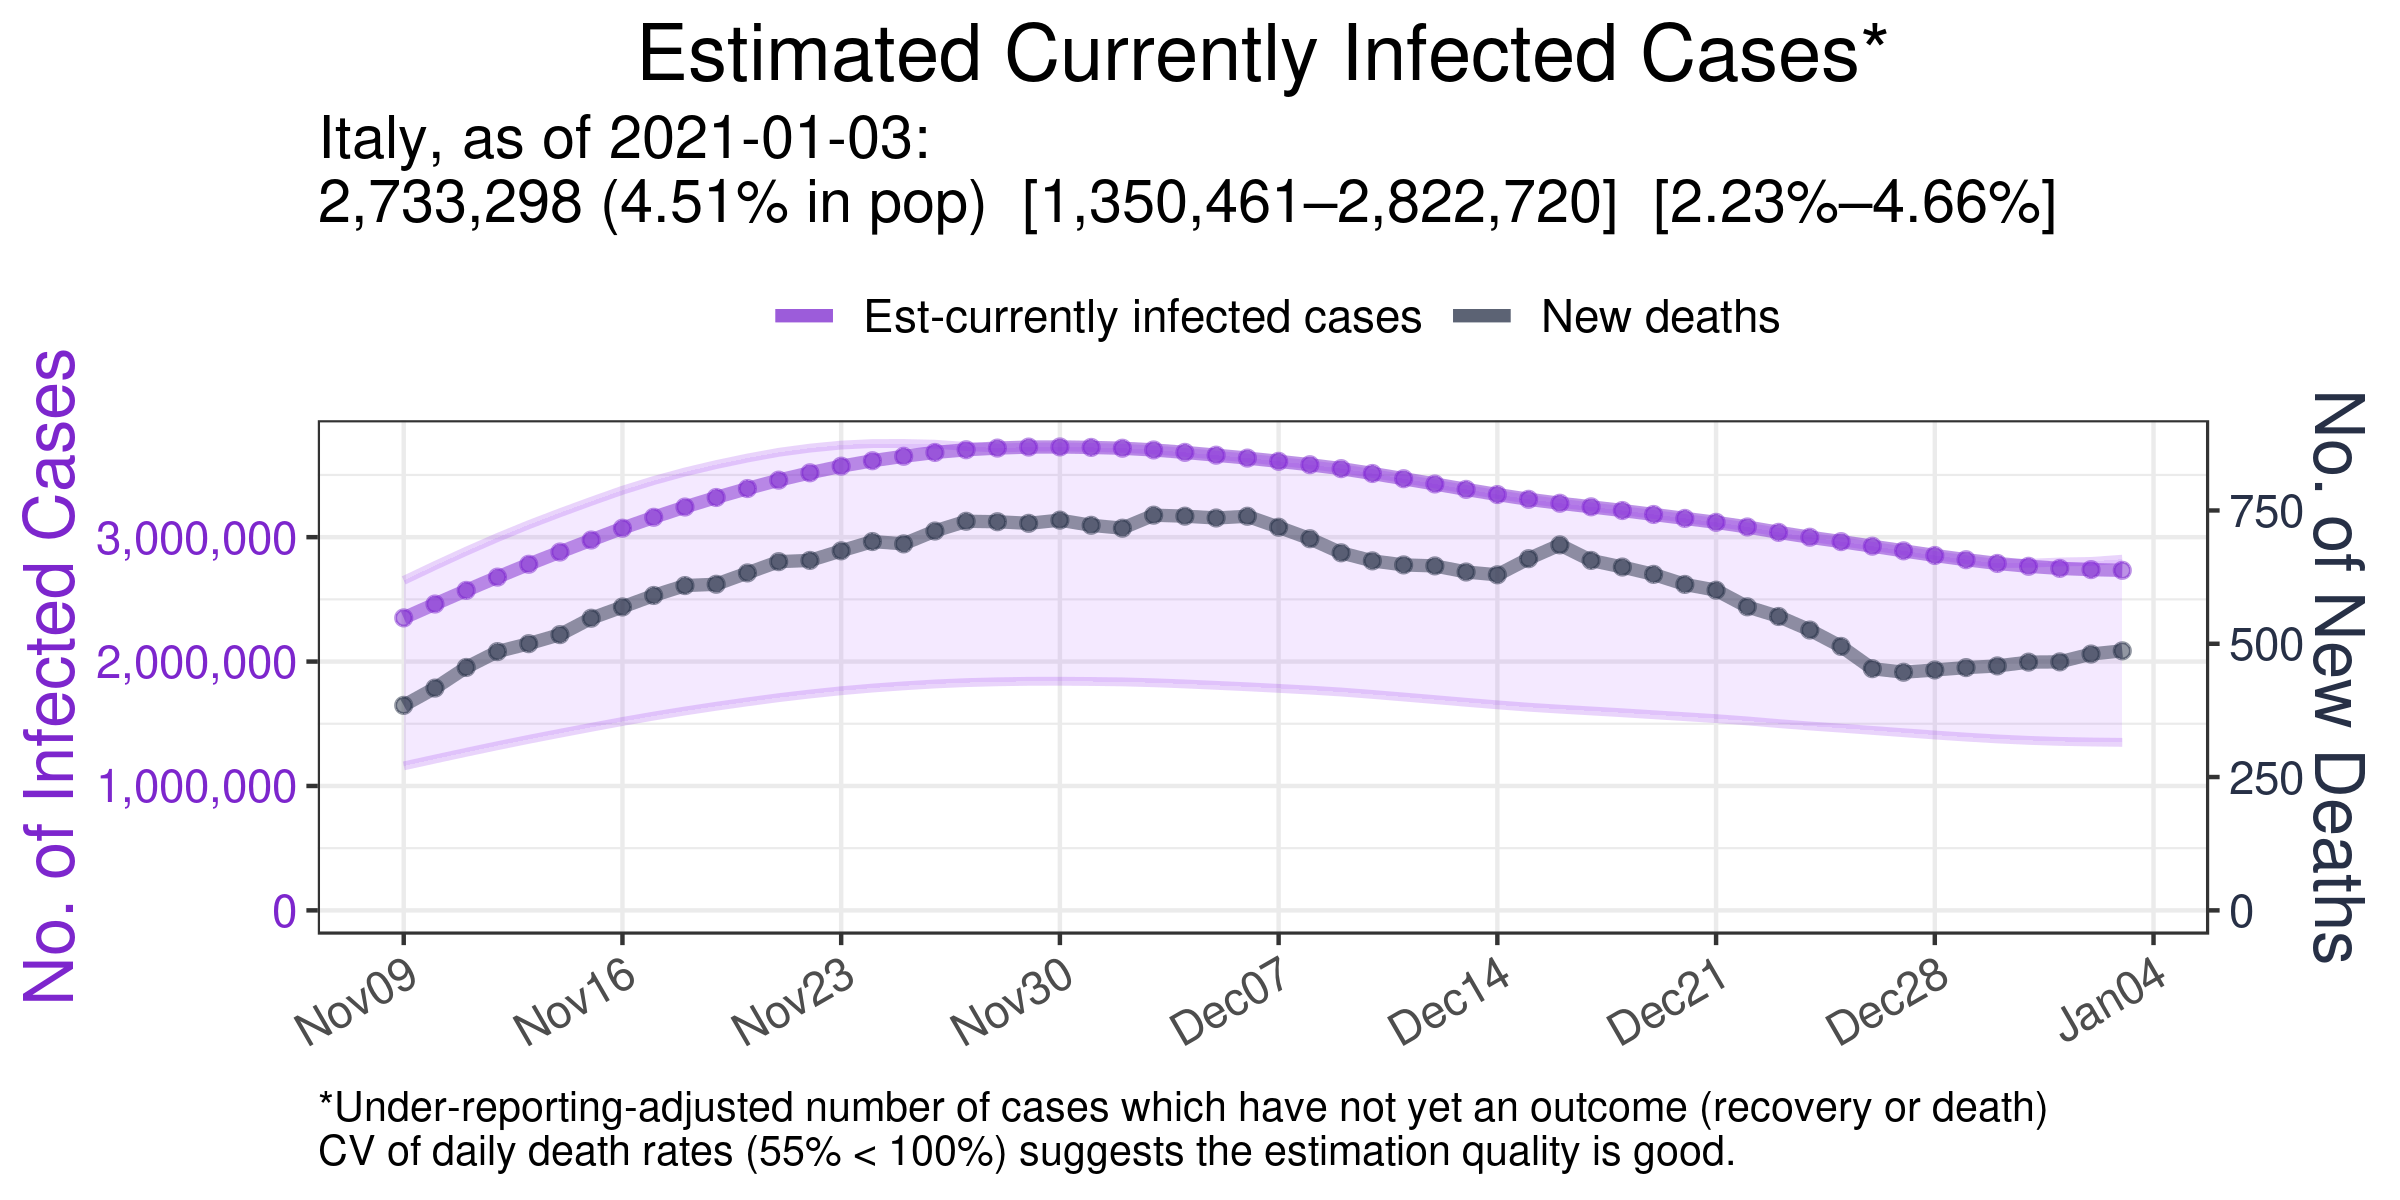 Estimated Currently Infected Cases*
Italy, as of 2021-01-03:
2,733,298 (4.51% in pop)  [1,350,461–2,822,720]  [2.23%–4.66%]
Est-currently infected cases
New deaths
No. of Infected Cases
3,000,000
2,000,000
1,000,000
0
No. of New Deaths
750
500
250
0
Nov09
Nov16
Nov23
Nov30
Dec07
Dec14
Dec21
Dec28
Jan04
*Under-reporting-adjusted number of cases which have not yet an outcome (recovery or death)
CV of daily death rates (55% < 100%) suggests the estimation quality is good.